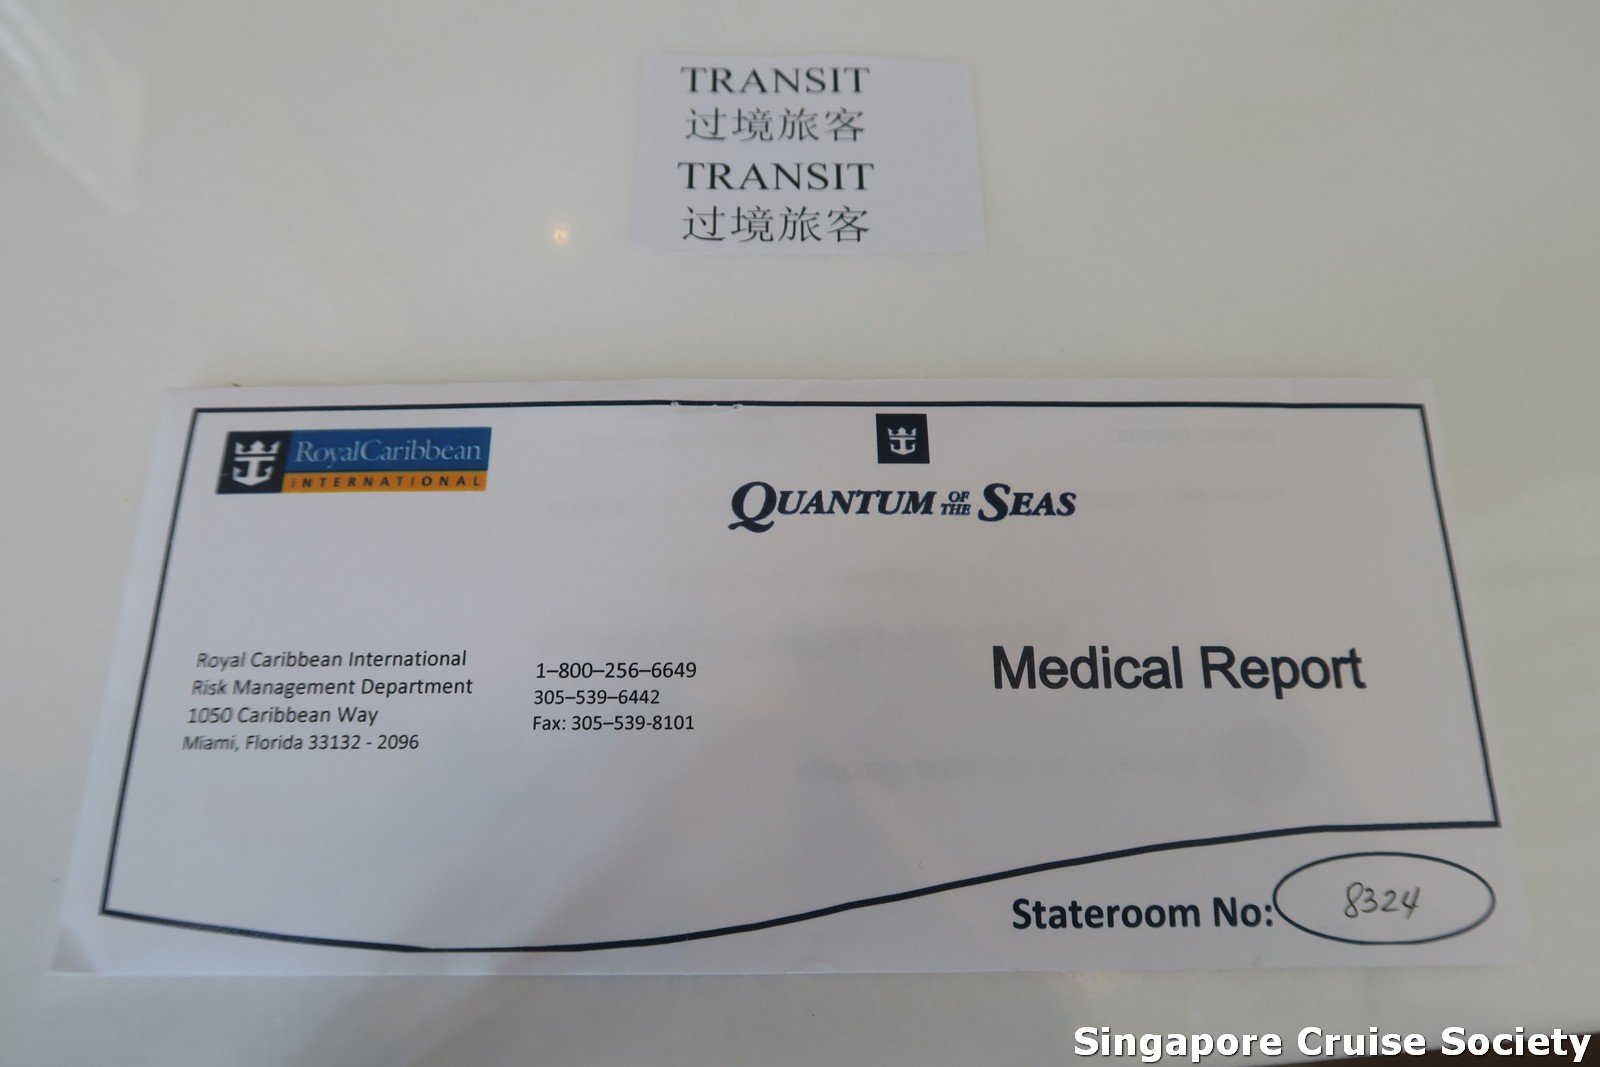 TRANSIT
过境旅客
TRANSIT
过境旅客
RoyalCaribbean
INTERNATIONAL
QUANTUM OF THE SEAS
Royal Caribbean International
Risk Management Department
1050 Caribbean Way
Miami, Florida 33132 - 2096
1–800–256–6649
305–539–6442
Fax: 305–539-8101
Medical Report
Stateroom No: 8324
Singapore Cruise Society